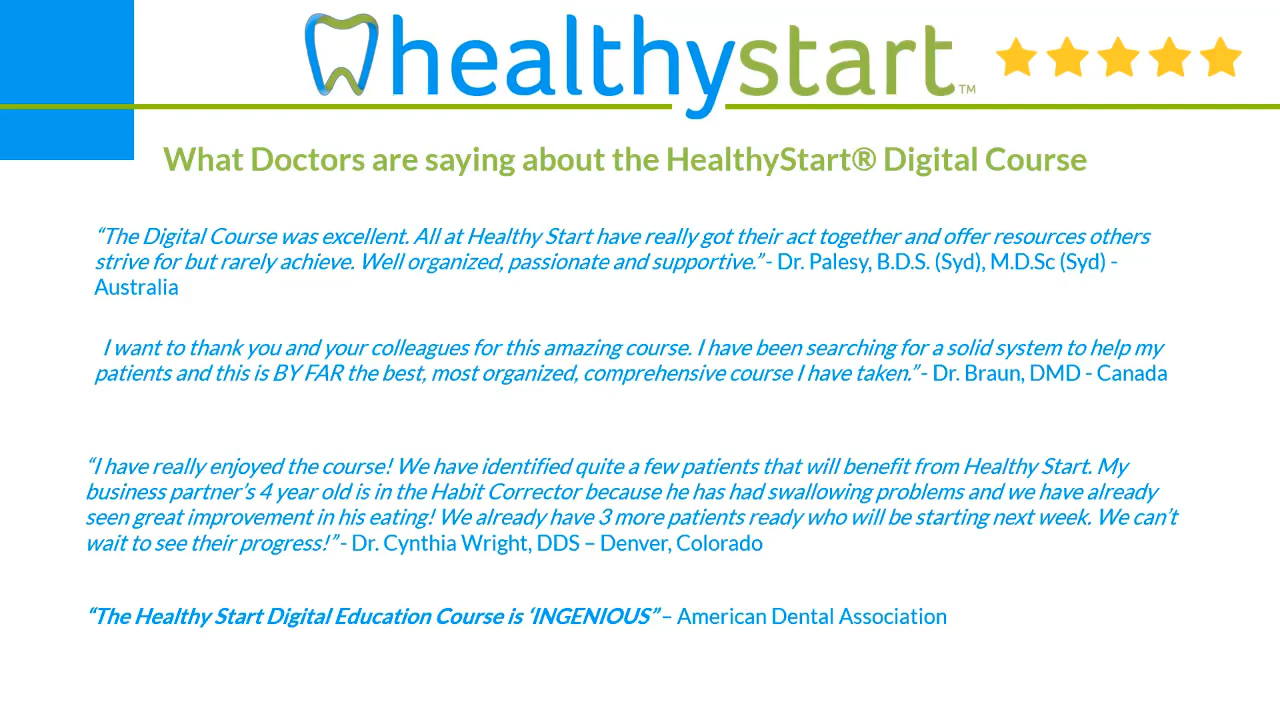 healthystart™
What Doctors are saying about the HealthyStart® Digital Course
“The Digital Course was excellent. All at Healthy Start have really got their act together and offer resources others
strive for but rarely achieve. Well organized, passionate and supportive.” - Dr. Palesy, B.D.S. (Syd), M.D.Sc (Syd) -
Australia
I want to thank you and your colleagues for this amazing course. I have been searching for a solid system to help my
patients and this is BY FAR the best, most organized, comprehensive course I have taken.” - Dr. Braun, DMD - Canada
“I have really enjoyed the course! We have identified quite a few patients that will benefit from Healthy Start. My
business partner’s 4 year old is in the Habit Corrector because he has had swallowing problems and we have already
seen great improvement in his eating! We already have 3 more patients ready who will be starting next week. We can’t
wait to see their progress!” - Dr. Cynthia Wright, DDS – Denver, Colorado
“The Healthy Start Digital Education Course is ‘INGENIOUS” – American Dental Association